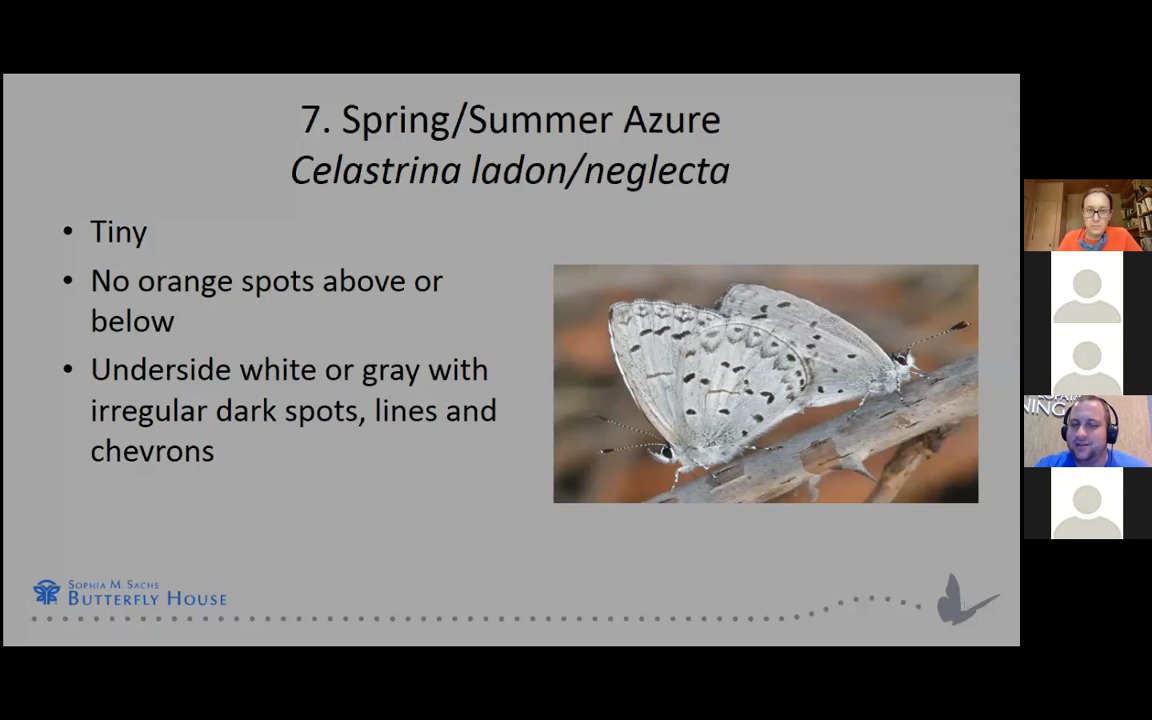 7. Spring/Summer Azure
Celastrina ladon/neglecta
• Tiny
• No orange spots above or
below
• Underside white or gray with
irregular dark spots, lines and
chevrons
SOPHIA M. SACHS
BUTTERFLY HOUSE